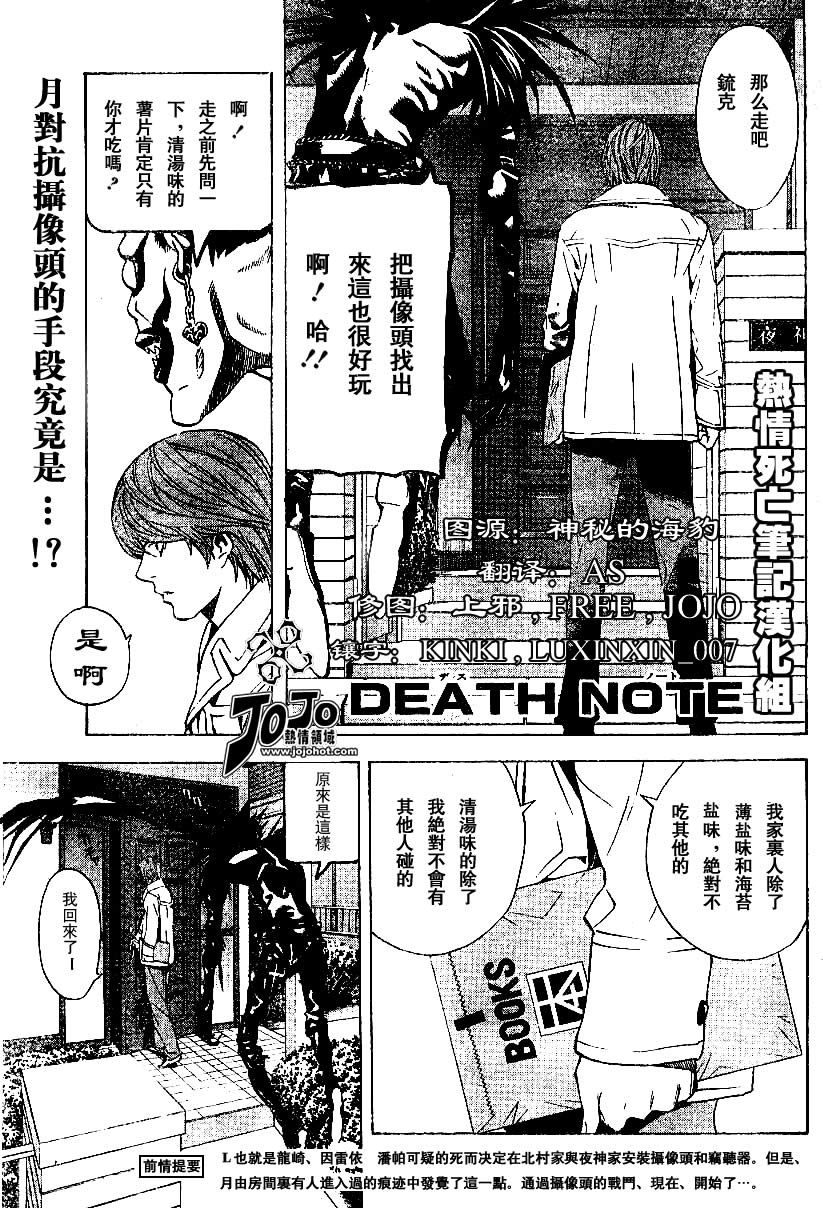 那么走吧
銃克
夜神
把攝像頭找出
來這也很好玩
啊！哈!!
啊！
走之前先問一
下，清湯味的
薯片肯定只有
你才吃嗎？
是啊
月對抗攝像頭的手段究竟是…!?
熱情死亡筆記漢化組
图源：神秘的海豹
翻译：AS
修图：上邪，FREE，JOJO
鑲字：KINKI，LUXINXIN_007
デス
ノート
DEATH NOTE
JOJO
熱情領域
www.jojohot.com
我家裏人除了
薄盐味和海苔
盐味，絕對不
吃其他的
清湯味的除了
我絕對不會有
其他人碰的
BOOKS
原來是這樣
我回來了ー
前情提要
L也就是龍崎、因雷依　潘帕可疑的死而决定在北村家與夜神家安裝攝像頭和竊聽器。但是、
月由房間裏有人進入過的痕迹中發覺了這一點。通過攝像頭的戰鬥、現在、開始了…。